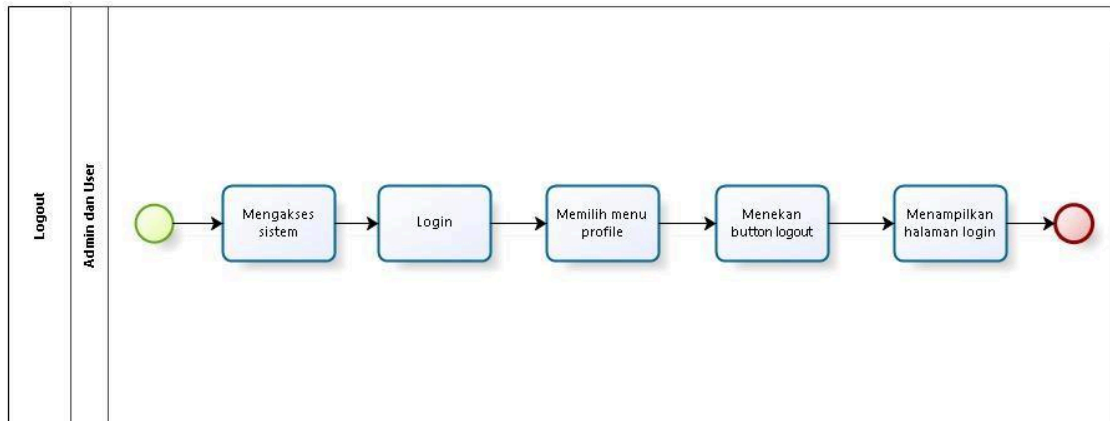 Logout
Admin dan User
Mengakses
sistem
Login
Memilih menu
profile
Menekan
button logout
Menampilkan
halaman login